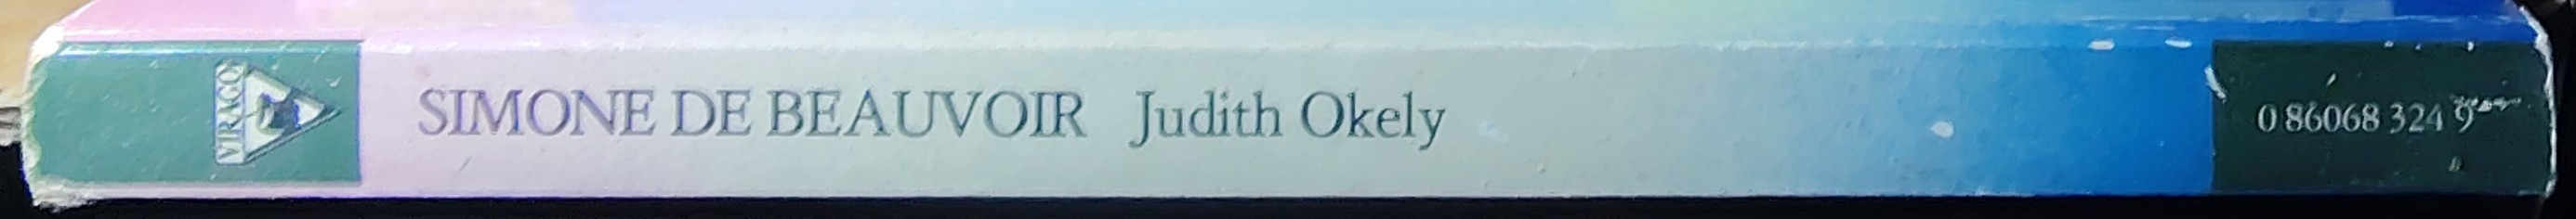 VIRAGO
SIMONE DE BEAUVOIR Judith Okely
0 86068 324 9